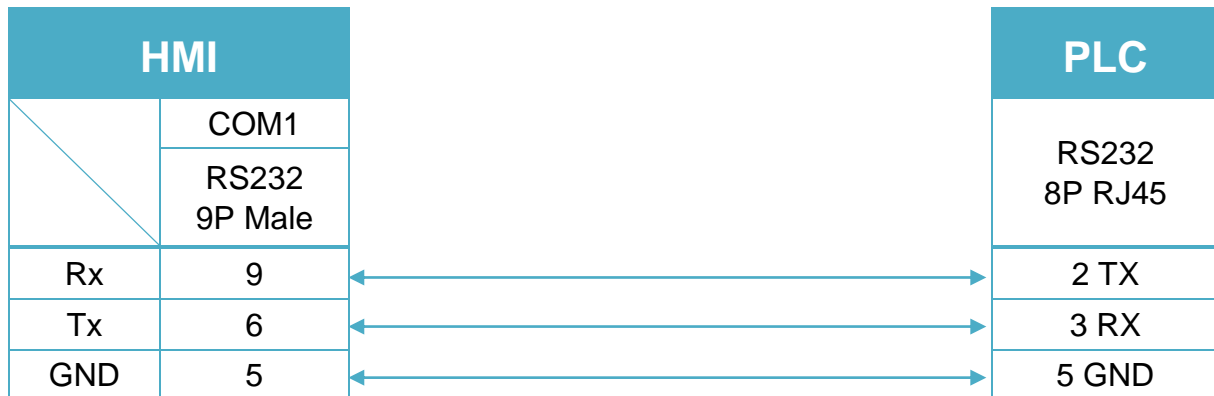 HMI
PLC
COM1
RS232
9P Male
RS232
8P RJ45
Rx 9 2 TX
Tx 6 3 RX
GND 5 5 GND